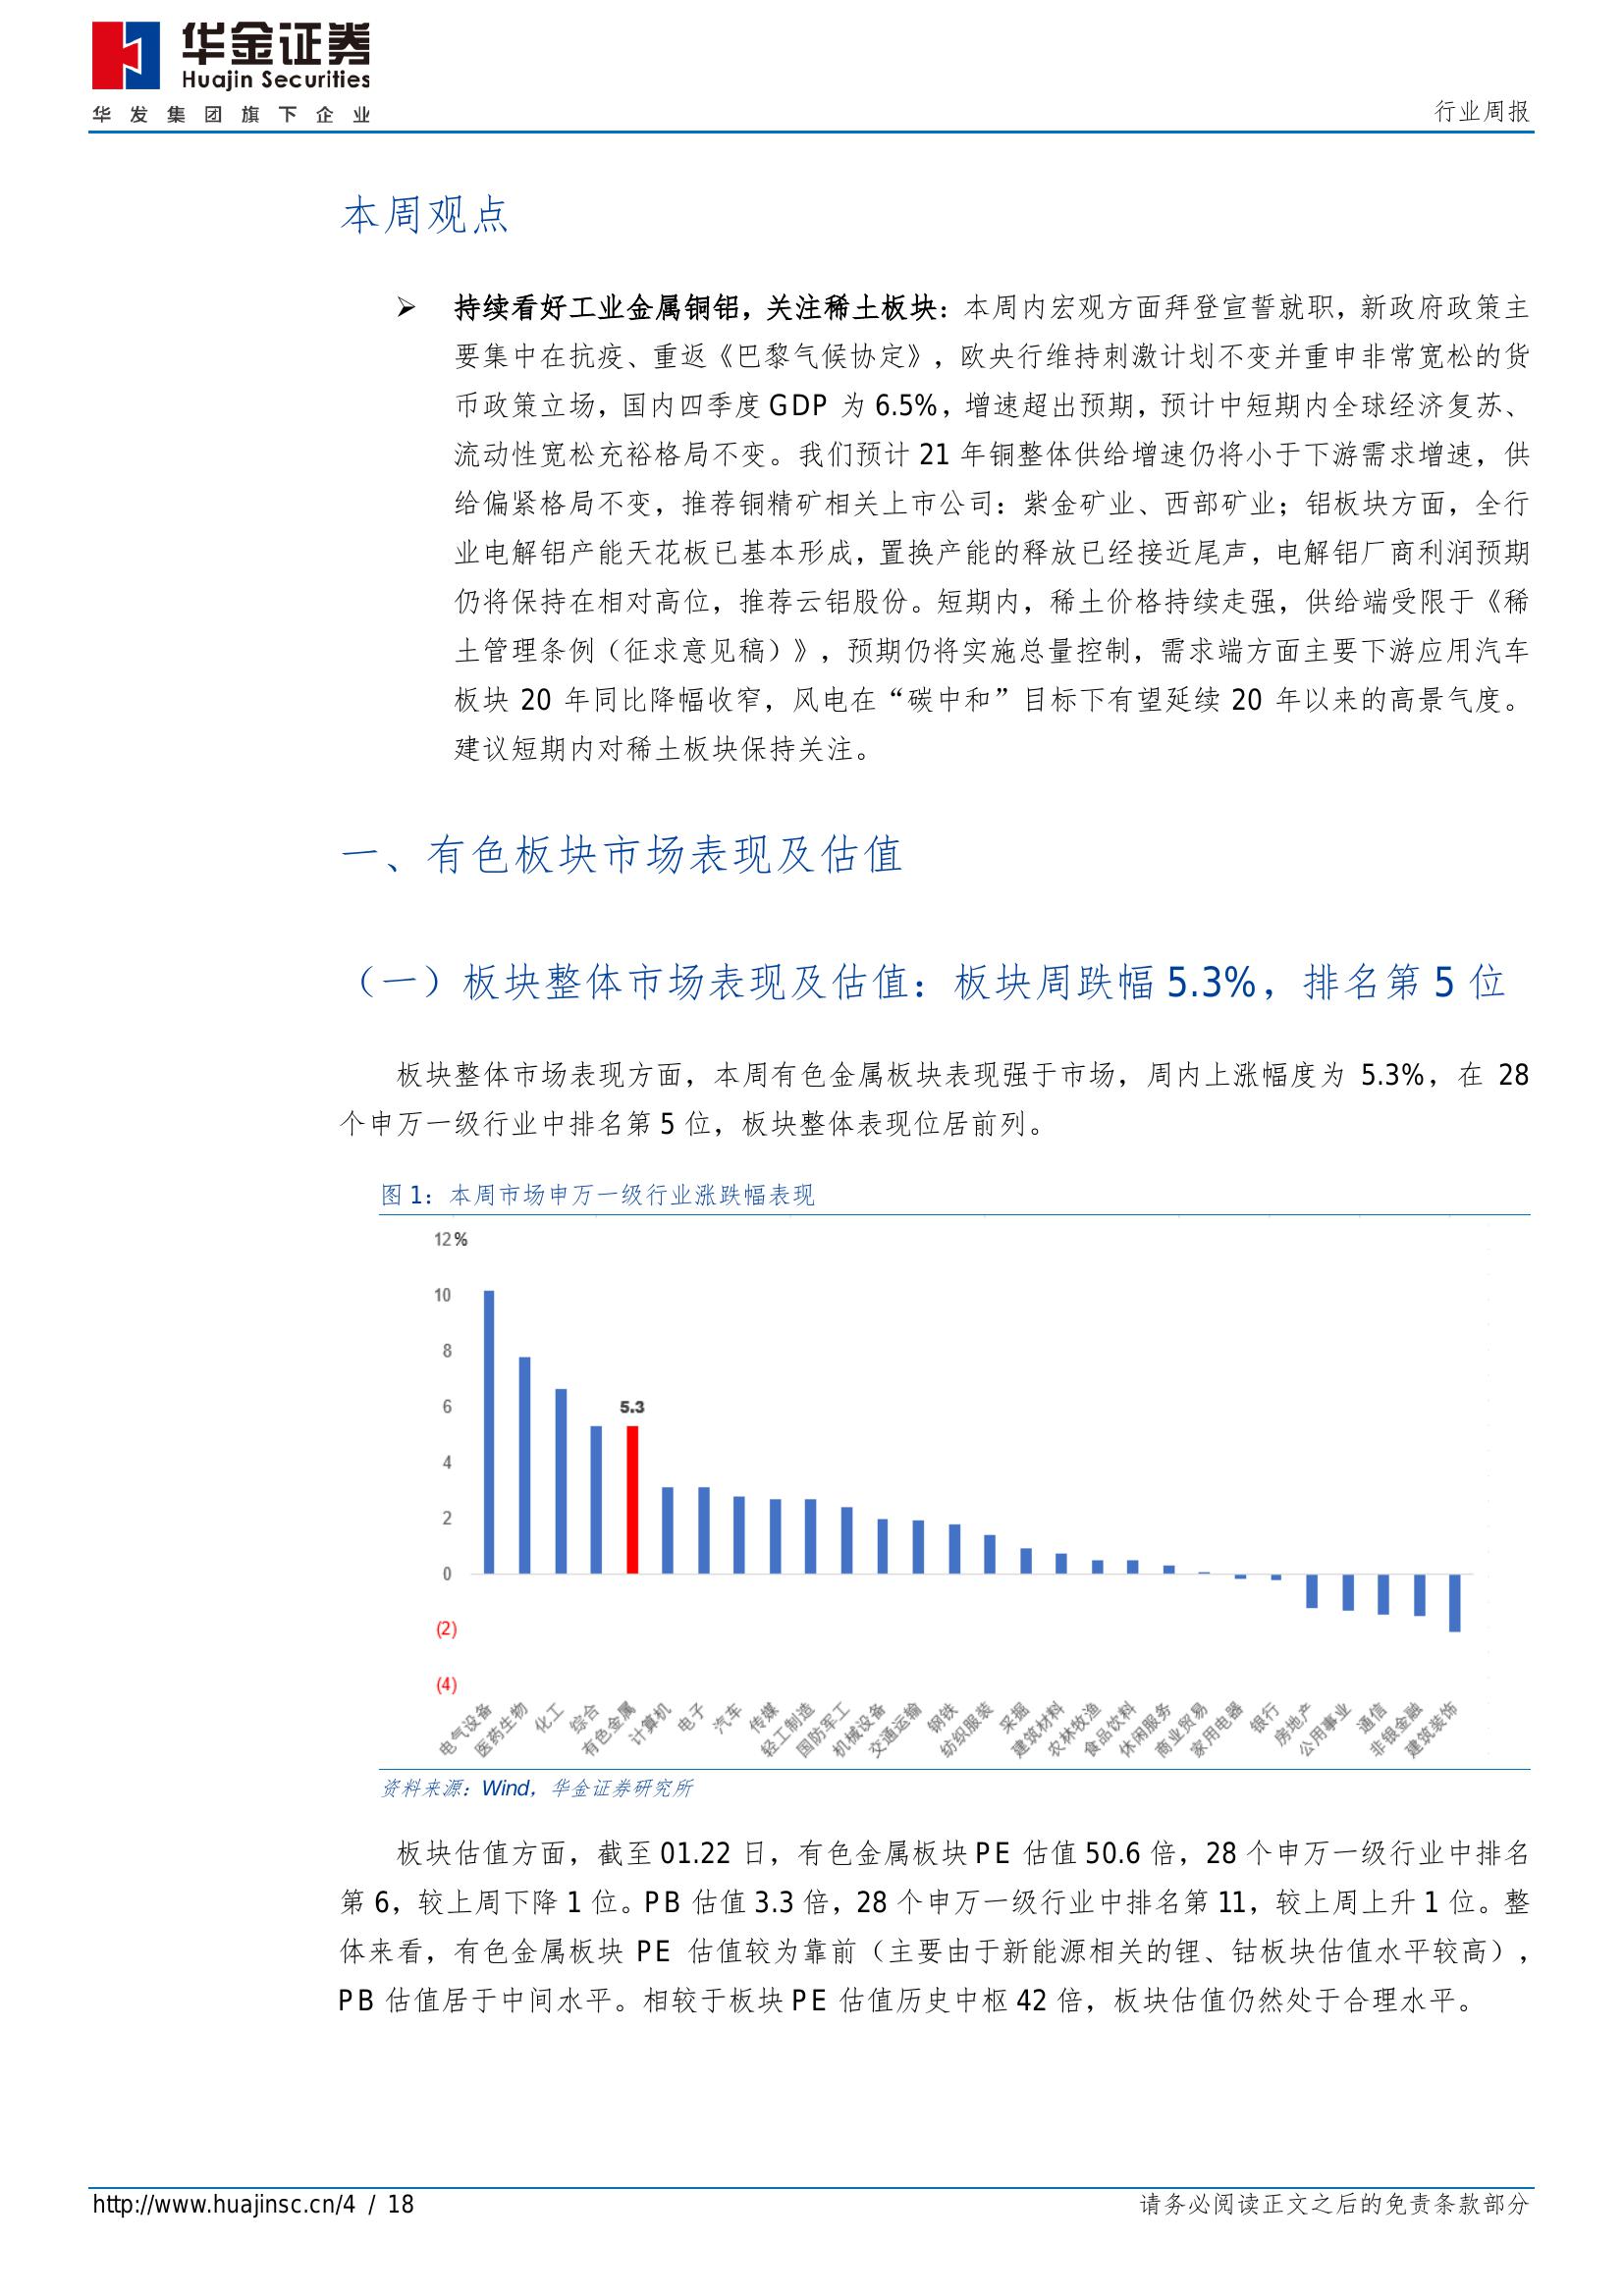 华金证券
Huajin Securities
华发集团旗下企业
行业周报
本周观点
➢ 持续看好工业金属铜铝，关注稀土板块：本周内宏观方面拜登宣誓就职，新政府政策主
要集中在抗疫、重返《巴黎气候协定》，欧央行维持刺激计划不变并重申非常宽松的货
币政策立场，国内四季度 GDP 为 6.5%，增速超出预期，预计中短期内全球经济复苏、
流动性宽松充裕格局不变。我们预计 21 年铜整体供给增速仍将小于下游需求增速，供
给偏紧格局不变，推荐铜精矿相关上市公司：紫金矿业、西部矿业；铝板块方面，全行
业电解铝产能天花板已基本形成，置换产能的释放已经接近尾声，电解铝厂商利润预期
仍将保持在相对高位，推荐云铝股份。短期内，稀土价格持续走强，供给端受限于《稀
土管理条例（征求意见稿）》，预期仍将实施总量控制，需求端方面主要下游应用汽车
板块 20 年同比降幅收窄，风电在“碳中和”目标下有望延续 20 年以来的高景气度。
建议短期内对稀土板块保持关注。
一、有色板块市场表现及估值
（一）板块整体市场表现及估值：板块周跌幅 5.3%，排名第 5 位
板块整体市场表现方面，本周有色金属板块表现强于市场，周内上涨幅度为 5.3%，在 28
个申万一级行业中排名第 5 位，板块整体表现位居前列。
图 1：本周市场申万一级行业涨跌幅表现
12%
10
8
6
5.3
4
2
0
(2)
(4)
电气设备
医药生物
化工
综合
有色金属
计算机
电子
汽车
传媒
轻工制造
国防军工
机械设备
交通运输
钢铁
纺织服装
采掘
建筑材料
农林牧渔
食品饮料
休闲服务
商业贸易
家用电器
银行
房地产
公用事业
通信
非银金融
建筑装饰
资料来源：Wind，华金证券研究所
板块估值方面，截至 01.22 日，有色金属板块 PE 估值 50.6 倍，28 个申万一级行业中排名
第 6，较上周下降 1 位。PB 估值 3.3 倍，28 个申万一级行业中排名第 11，较上周上升 1 位。整
体来看，有色金属板块 PE 估值较为靠前（主要由于新能源相关的锂、钴板块估值水平较高），
PB 估值居于中间水平。相较于板块 PE 估值历史中枢 42 倍，板块估值仍然处于合理水平。
http://www.huajinsc.cn/4 / 18
请务必阅读正文之后的免责条款部分